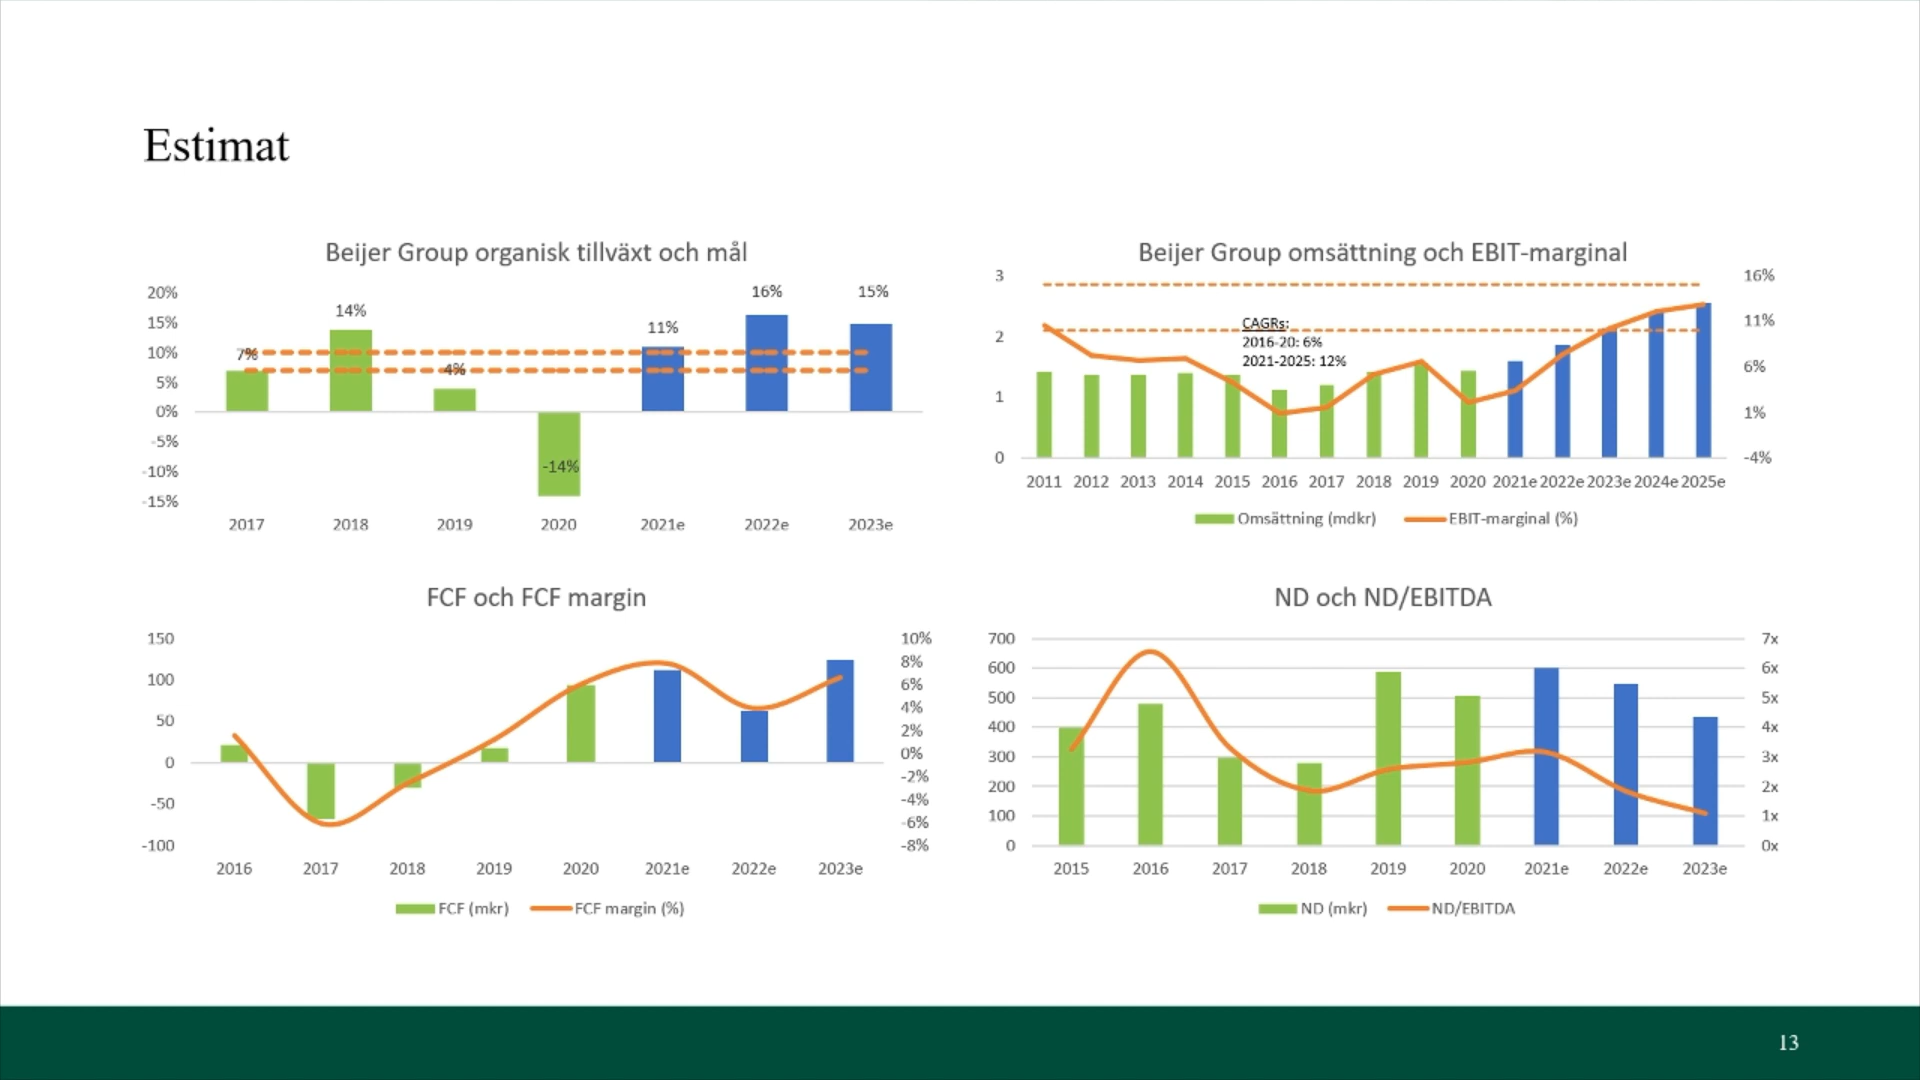 Estimat
Beijer Group organisk tillväxt och mål
20%
15%
10%
5%
0%
-5%
-10%
-15%
7%
14%
4%
-14%
11%
16%
15%
2017 2018 2019 2020 2021e 2022e 2023e
Beijer Group omsättning och EBIT-marginal
3
2
1
0
16%
11%
6%
1%
-4%
CAGRs:
2016-20: 6%
2021-2025: 12%
2011 2012 2013 2014 2015 2016 2017 2018 2019 2020 2021e 2022e 2023e 2024e 2025e
Omsättning (mdkr) EBIT-marginal (%)
FCF och FCF margin
150
100
50
0
-50
-100
10%
8%
6%
4%
2%
0%
-2%
-4%
-6%
-8%
2016 2017 2018 2019 2020 2021e 2022e 2023e
FCF (mkr) FCF margin (%)
ND och ND/EBITDA
700
600
500
400
300
200
100
0
7x
6x
5x
4x
3x
2x
1x
0x
2015 2016 2017 2018 2019 2020 2021e 2022e 2023e
ND (mkr) ND/EBITDA
13